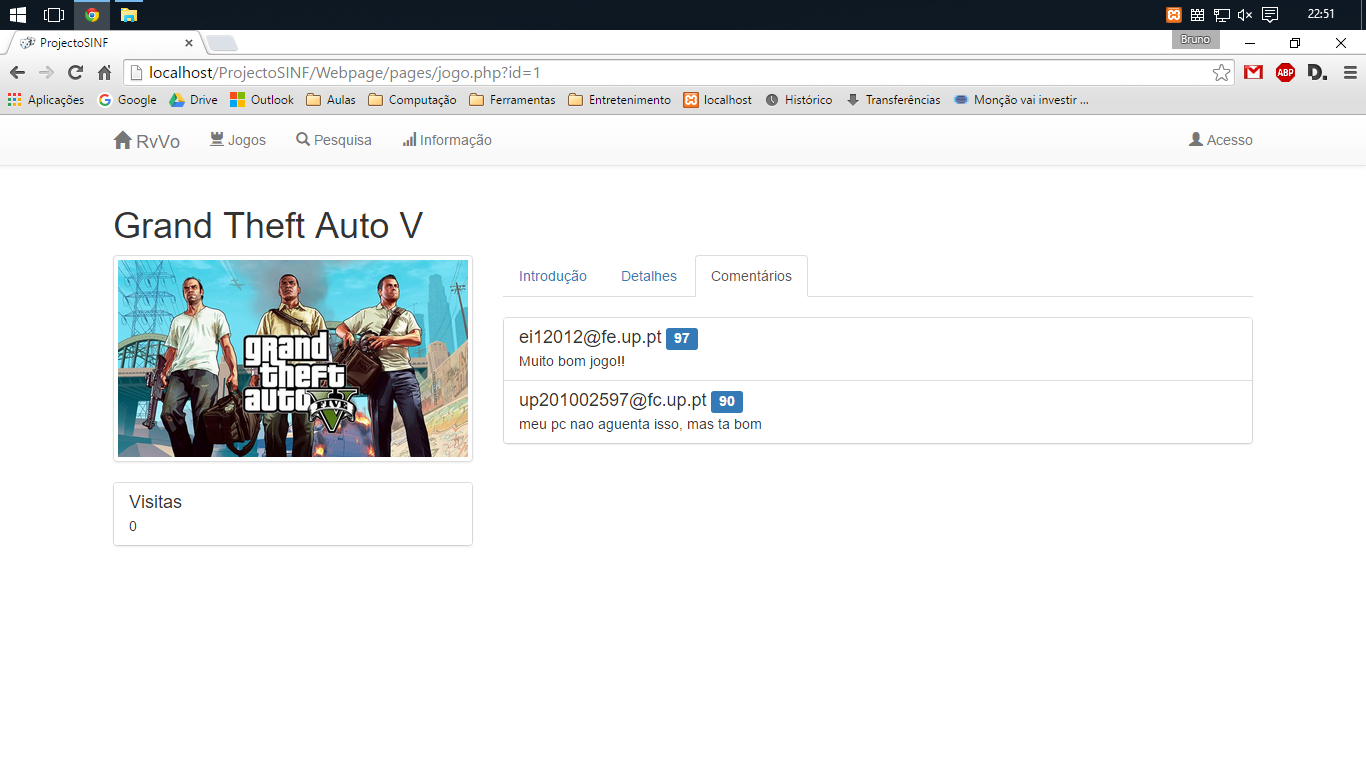 22:51
ProjectoSINF
Bruno
localhost/ProjectoSINF/Webpage/pages/jogo.php?id=1
ABP D.
Aplicações Google Drive Outlook Aulas Computação Ferramentas Entretenimento localhost Histórico Transferências Monção vai investir ...
RvVo Jogos Pesquisa Informação Acesso
Grand Theft Auto V
grand
theft
auto
V
FIVE
Introdução Detalhes Comentários
ei12012@fe.up.pt 97
Muito bom jogo!!
up201002597@fc.up.pt 90
meu pc nao aguenta isso, mas ta bom
Visitas
0